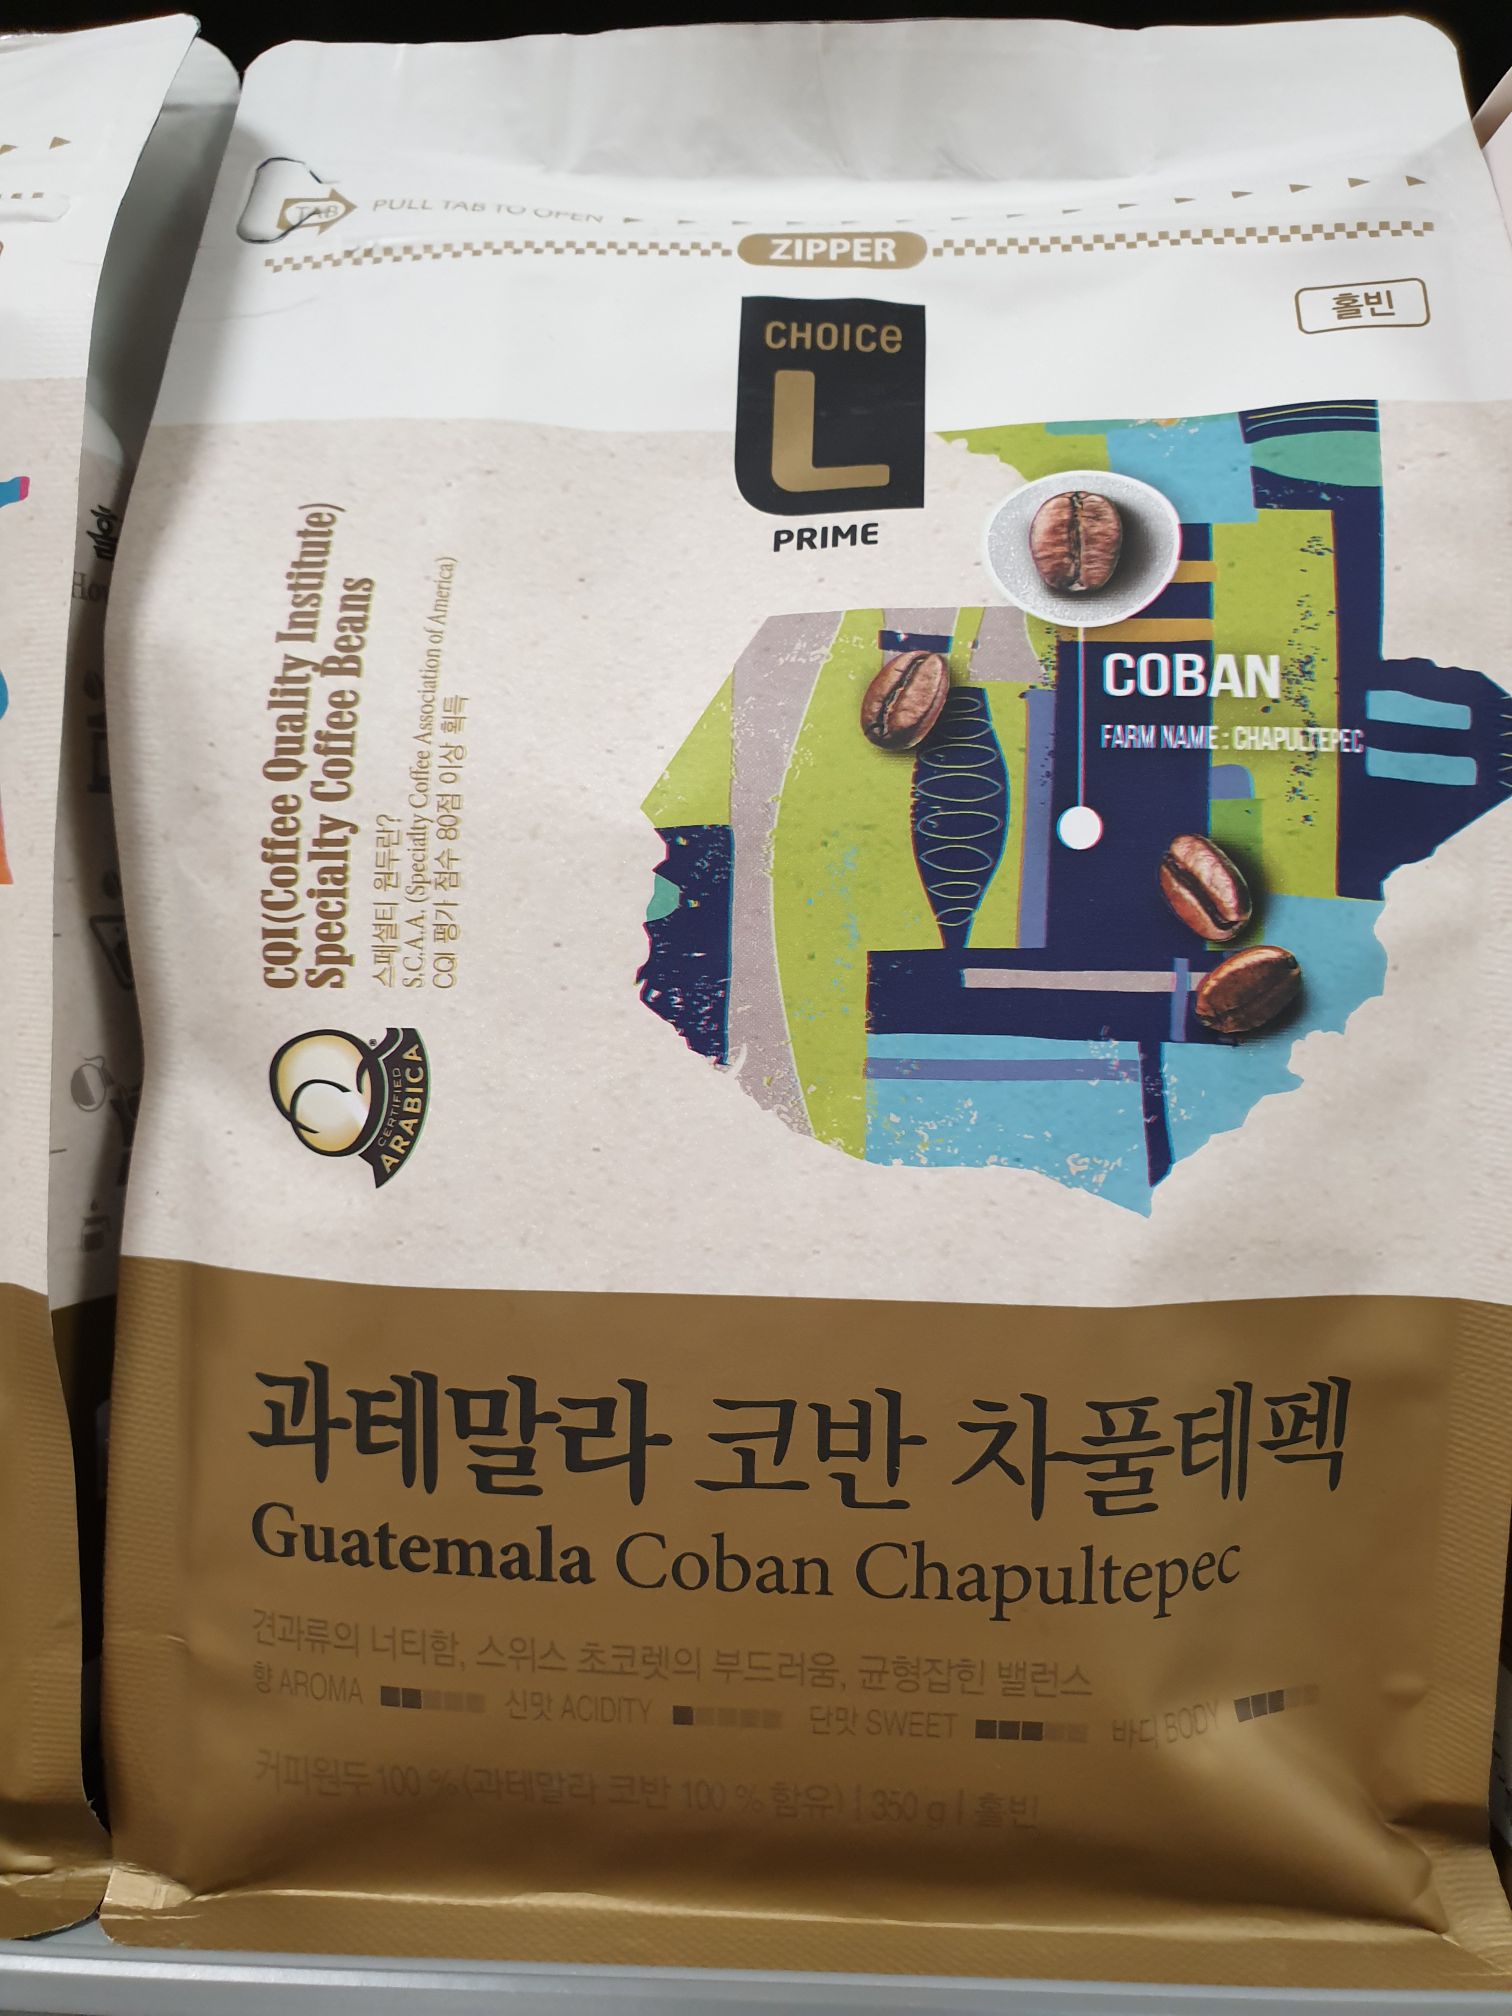 TAB
PULL TAB TO OPEN
ZIPPER
홀빈
CHOICe
L
PRIME
CQI(Coffee Quality Institute)
Specialty Coffee Beans
스페셜티 원두란?
S.C.A.A. (Specialty Coffee Association of America)
CQI 평가 점수 80점 이상 획득
CERTIFIED
ARABICA
COBAN
FARM NAME : CHAPULTEPEC
과테말라 코반 차풀테펙
Guatemala Coban Chapultepec
견과류의 너티함, 스위스 초코렛의 부드러움, 균형잡힌 밸런스
향 AROMA 신맛 ACIDITY 단맛 SWEET 바디 BODY
커피원두 100 % (과테말라 코반 100 % 함유) | 350 g | 홀빈